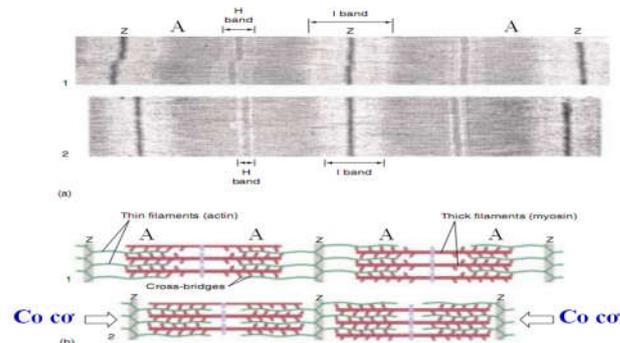 H
band
I band
Z
A
Z
A
Z
1
2
H
band
I band
(a)
Thin filaments (actin)
Thick filaments (myosin)
Z
A
A
Z
A
A
Z
1
Cross-bridges
Z
Z
Z
Co cơ
Co cơ
(b)
2